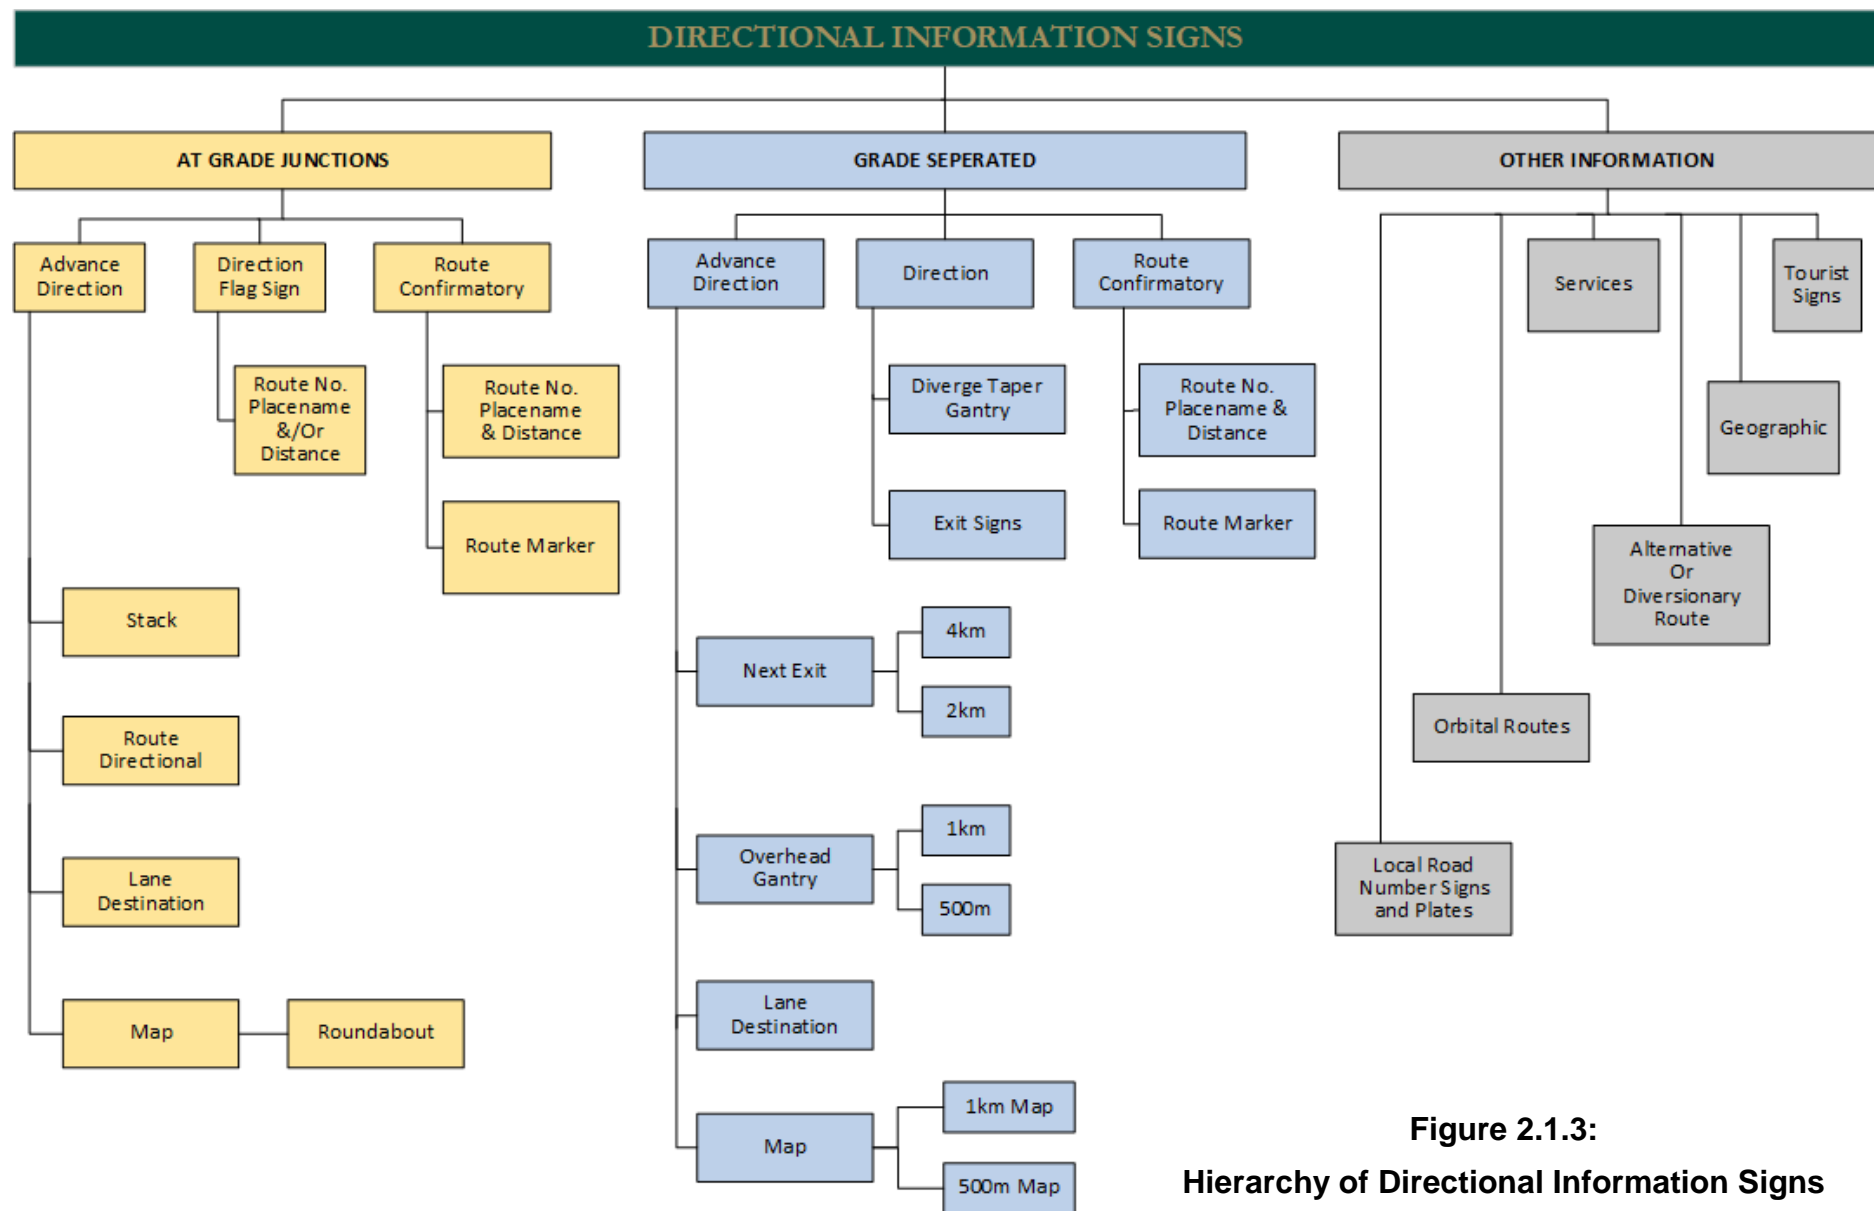 DIRECTIONAL INFORMATION SIGNS
AT GRADE JUNCTIONS
GRADE SEPERATED
OTHER INFORMATION
Advance
Direction
Direction
Flag Sign
Route
Confirmatory
Route No.
Placename
&/Or
Distance
Route No.
Placename
& Distance
Route Marker
Stack
Route
Directional
Lane
Destination
Map
Roundabout
Advance
Direction
Direction
Route
Confirmatory
Diverge Taper
Gantry
Exit Signs
Route No.
Placename &
Distance
Route Marker
Next Exit
4km
2km
Overhead
Gantry
1km
500m
Lane
Destination
Map
1km Map
500m Map
Services
Tourist
Signs
Geographic
Alternative
Or
Diversionary
Route
Orbital Routes
Local Road
Number Signs
and Plates
Figure 2.1.3:
Hierarchy of Directional Information Signs